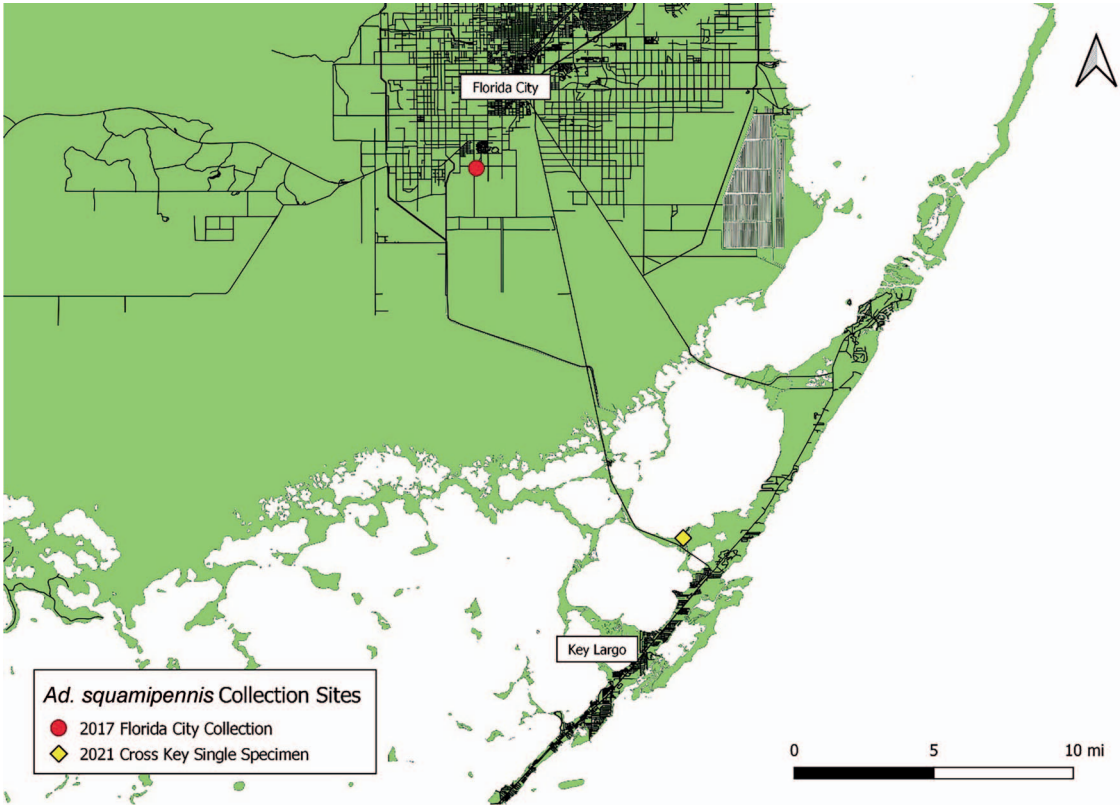 Florida City
Key Largo
Ad. squamipennis Collection Sites
2017 Florida City Collection
2021 Cross Key Single Specimen
0 5 10 mi